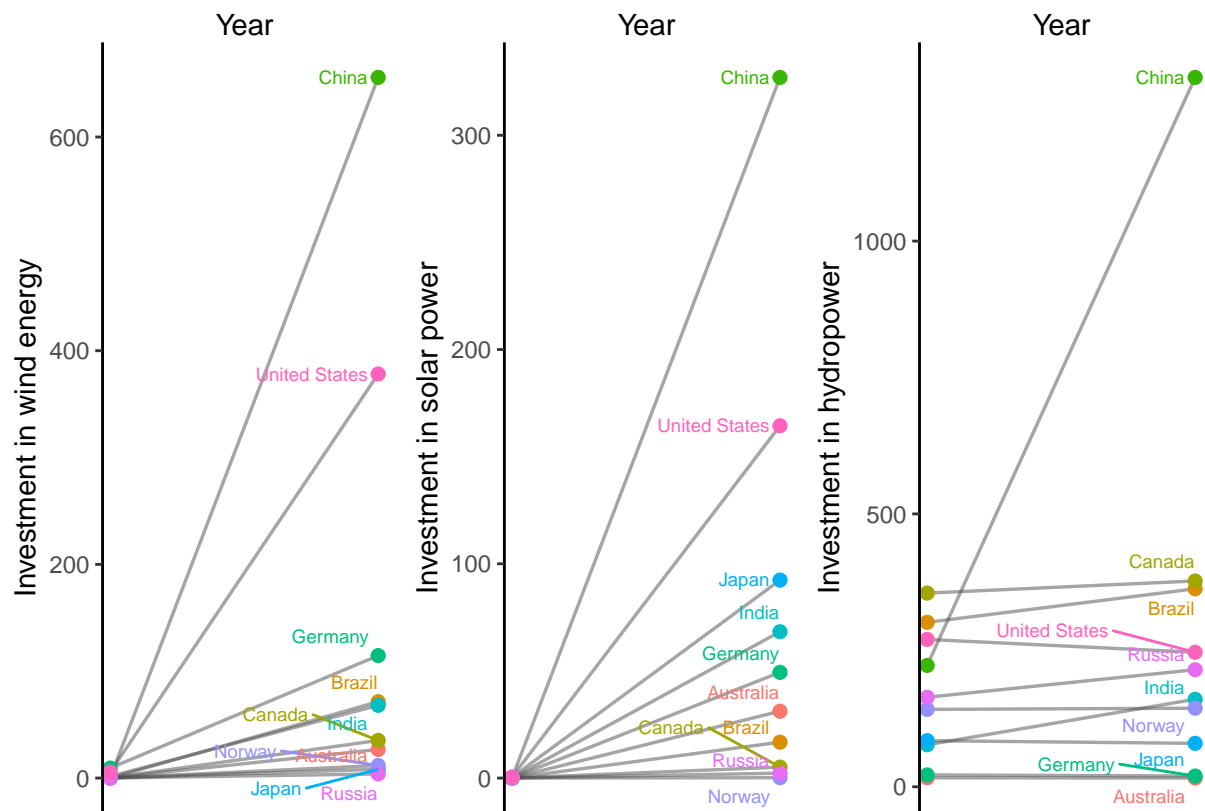 Year
Investment in wind energy
600
400
200
0
China
United States
Germany
Brazil
India
Canada
Australia
Norway
Japan
Russia
Year
Investment in solar power
300
200
100
0
China
United States
Japan
India
Germany
Australia
Brazil
Canada
Russia
Norway
Year
Investment in hydropower
1000
500
0
China
Canada
Brazil
United States
Russia
India
Norway
Japan
Germany
Australia